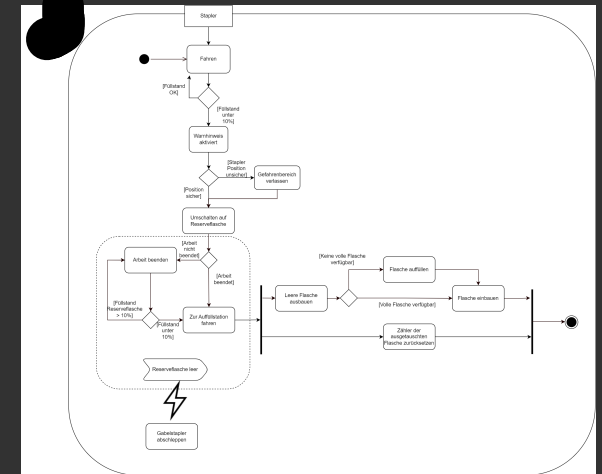 Stapler
Fahren
[Füllstand
OK]
[Füllstand
unter
10%]
Warnhinweis
aktiviert
[Stapler
Position
unsicher]
Gefahrenbereich
verlassen
[Position
sicher]
Umschalten auf
Reserveflasche
[Arbeit
nicht
beendet]
Arbeit beenden
[Arbeit
beendet]
[Füllstand
Reserveflasche
> 10%]
[Füllstand
unter
10%]
Zur Auffüllstation
fahren
Reserveflasche leer
Gabelstapler
abschleppen
Leere Flasche
ausbauen
[Keine volle Flasche
verfügbar]
Flasche auffüllen
[Volle Flasche verfügbar]
Flasche einbauen
Zähler der
ausgetauschten
Flasche zurücksetzen